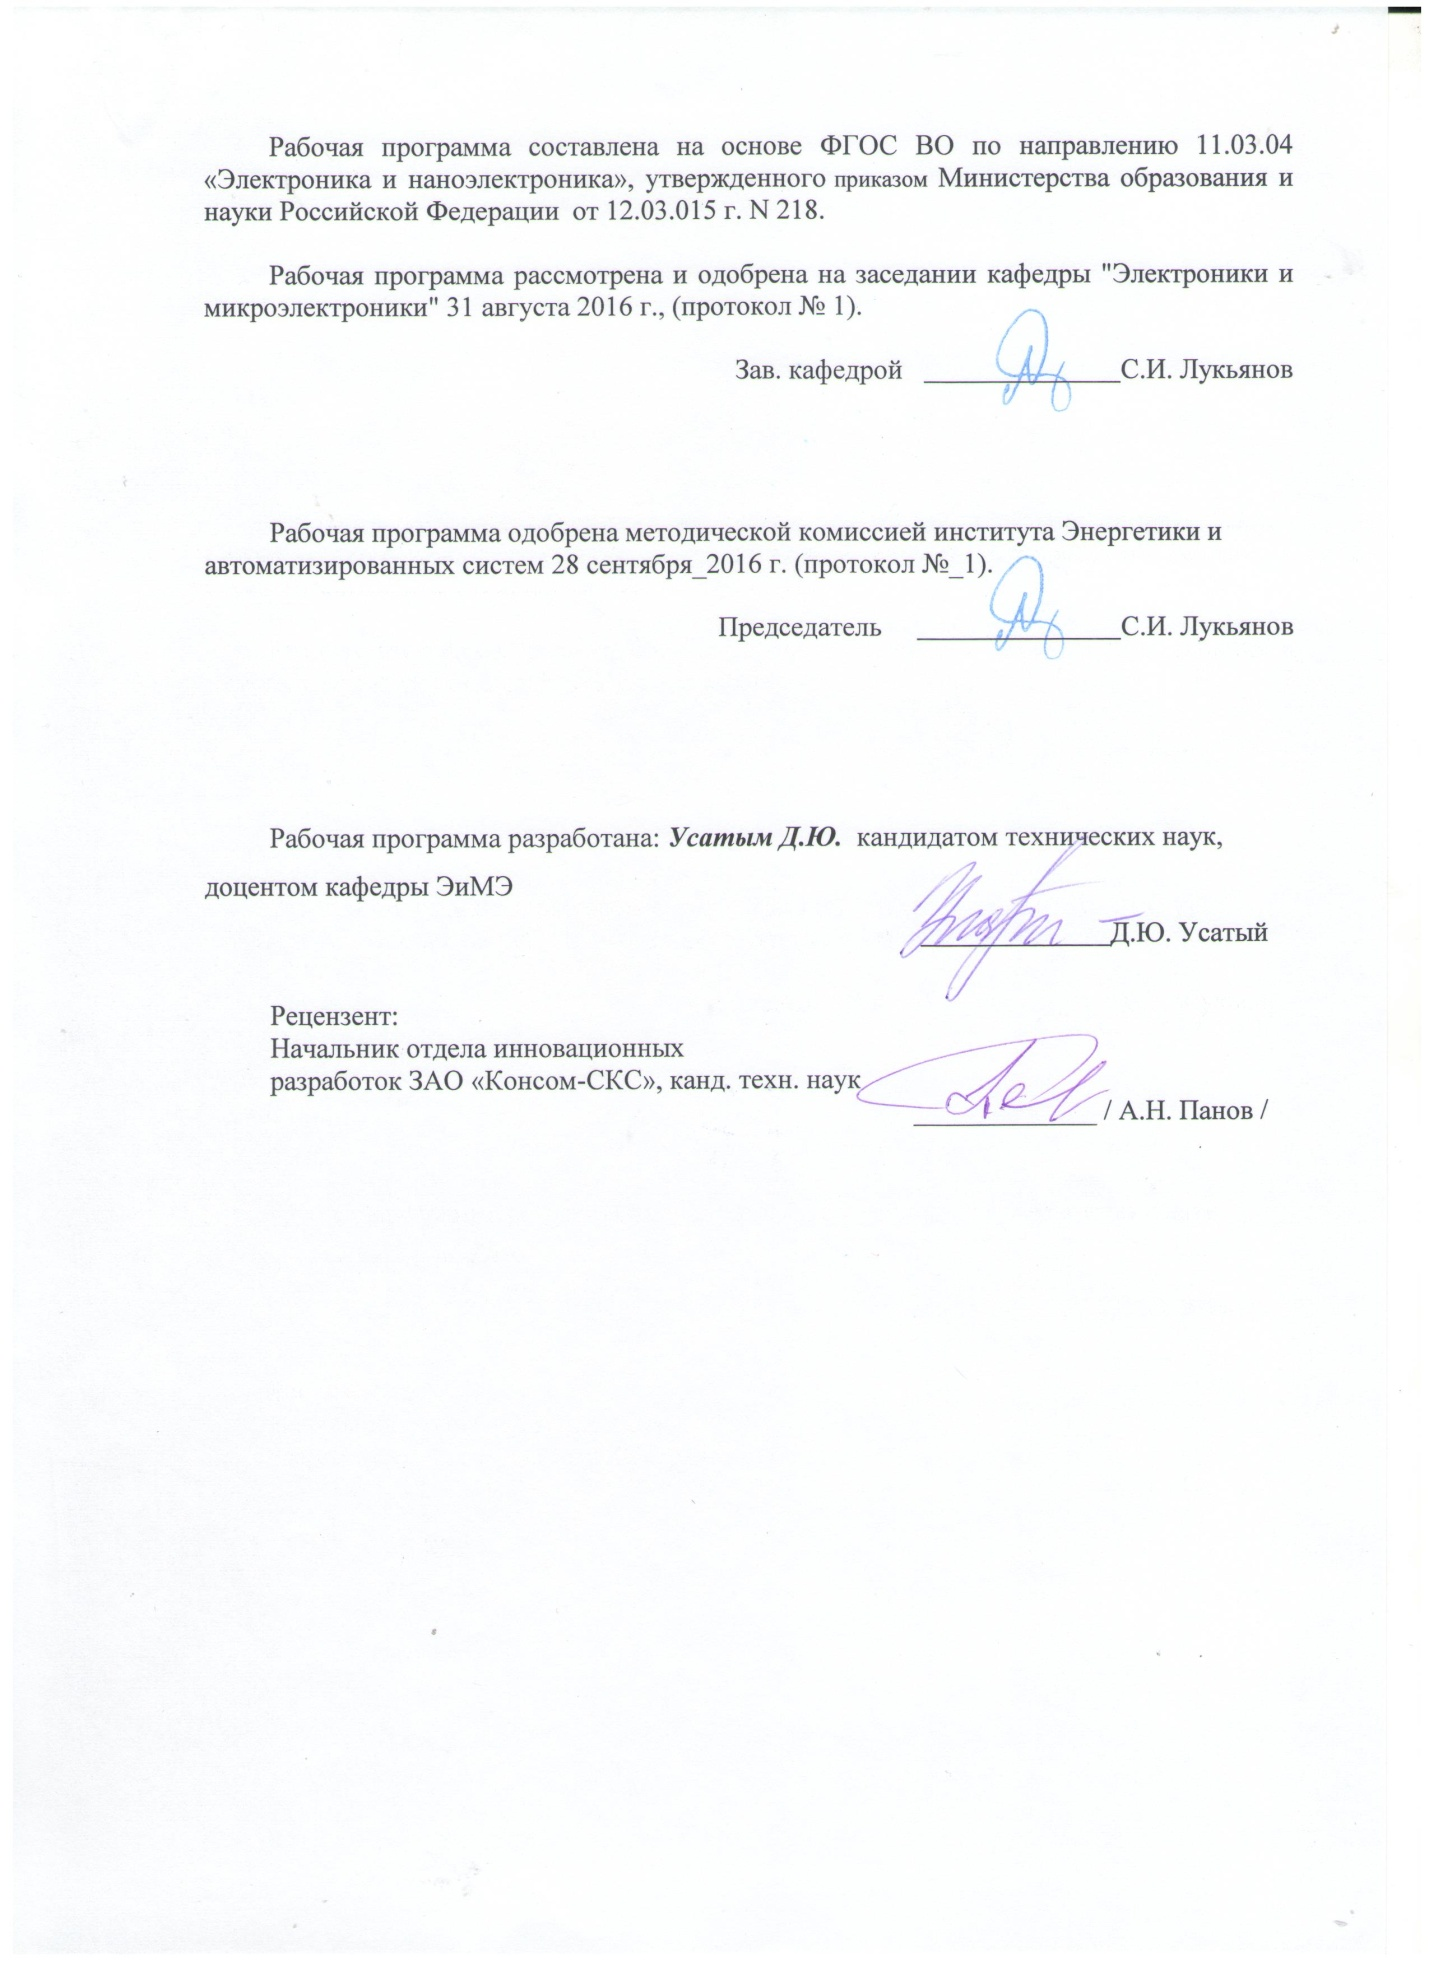 Рабочая программа составлена на основе ФГОС ВО по направлению 11.03.04
«Электроника и наноэлектроника», утвержденного приказом Министерства образования и
науки Российской Федерации от 12.03.015 г. N 218.
Рабочая программа рассмотрена и одобрена на заседании кафедры "Электроники и
микроэлектроники" 31 августа 2016 г., (протокол № 1).
Зав. кафедрой ______________С.И. Лукьянов
Рабочая программа одобрена методической комиссией института Энергетики и
автоматизированных систем 28 сентября_2016 г. (протокол №_1).
Председатель ______________С.И. Лукьянов
Рабочая программа разработана: Усатым Д.Ю. кандидатом технических наук,
доцентом кафедры ЭиМЭ
______________Д.Ю. Усатый
Рецензент:
Начальник отдела инновационных
разработок ЗАО «Консом-СКС», канд. техн. наук
_____________ / А.Н. Панов /